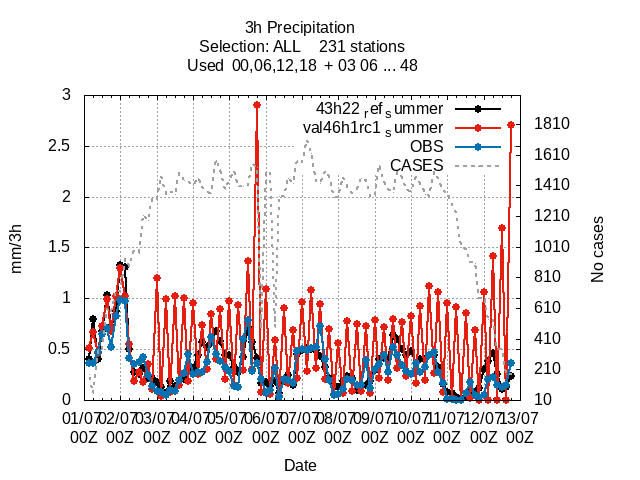 3h Precipitation
Selection: ALL 231 stations
Used 00,06,12,18 + 03 06 ... 48
43h22 ref summer
val46h1rc1 summer
OBS
CASES
3
2.5
2
1.5
1
0.5
0
mm/3h
1810
1610
1410
1210
1010
810
610
410
210
10
No cases
01/07 02/07 03/07 04/07 05/07 06/07 07/07 08/07 09/07 10/07 11/07 12/07 13/07
00Z 00Z 00Z 00Z 00Z 00Z 00Z 00Z 00Z 00Z 00Z 00Z 00Z
Date